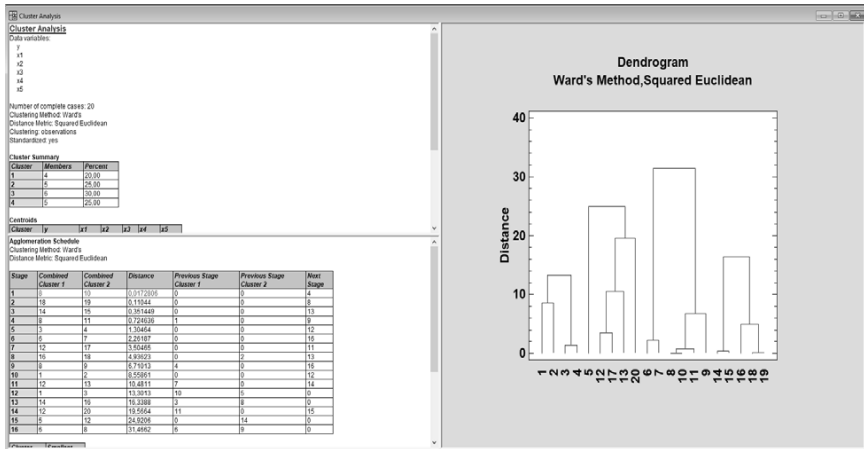 Cluster Analysis
Cluster Analysis
Data variables:
y
x1
x2
x3
x4
x5
Number of complete cases: 20
Clustering Method: Ward's
Distance Metric: Squared Euclidean
Clustering: observations
Standardized: yes
Cluster Summary
Cluster Members Percent
1 4 20,00
2 5 25,00
3 6 30,00
4 5 25,00
Centroids
Cluster y x1 x2 x3 x4 x5
Agglomeration Schedule
Clustering Method: Ward's
Distance Metric: Squared Euclidean
Stage Combined Cluster 1 Combined Cluster 2 Distance Previous Stage Cluster 1 Previous Stage Cluster 2 Next Stage
1 8 10 0,0172806 0 0 4
2 18 19 0,11044 0 0 8
3 14 15 0,351449 0 0 13
4 8 11 0,724636 1 0 9
5 3 4 1,30464 0 0 12
6 6 7 2,26187 0 0 16
7 12 17 3,50465 0 0 11
8 16 18 4,93623 0 2 13
9 8 9 6,71013 4 0 16
10 1 2 8,55861 0 0 12
11 12 13 10,4811 7 0 14
12 1 3 13,3013 10 5 0
13 14 16 16,3388 3 8 0
14 12 20 19,5664 11 0 15
15 5 12 24,9206 0 14 0
16 6 8 31,4662 6 9 0
Cluster Smallest
Dendrogram
Ward's Method,Squared Euclidean
40
30
20
10
0
Distance
1 2 3 4 5 12 17 13 20 6 7 8 10 11 9 14 15 16 18 19